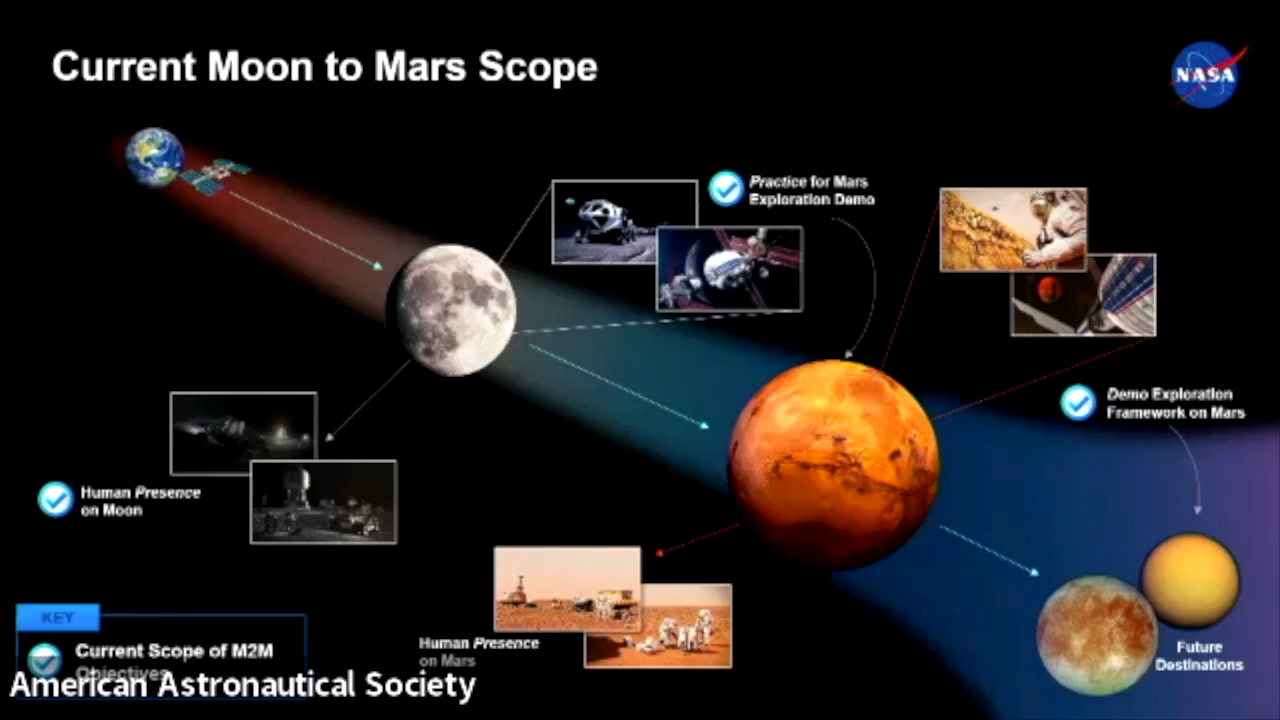 Current Moon to Mars Scope
NASA
Practice for Mars
Exploration Demo
Demo Exploration
Framework on Mars
Human Presence
on Moon
Human Presence
on Mars
Future
Destinations
KEY
Current Scope of M2M
Objectives
American Astronautical Society